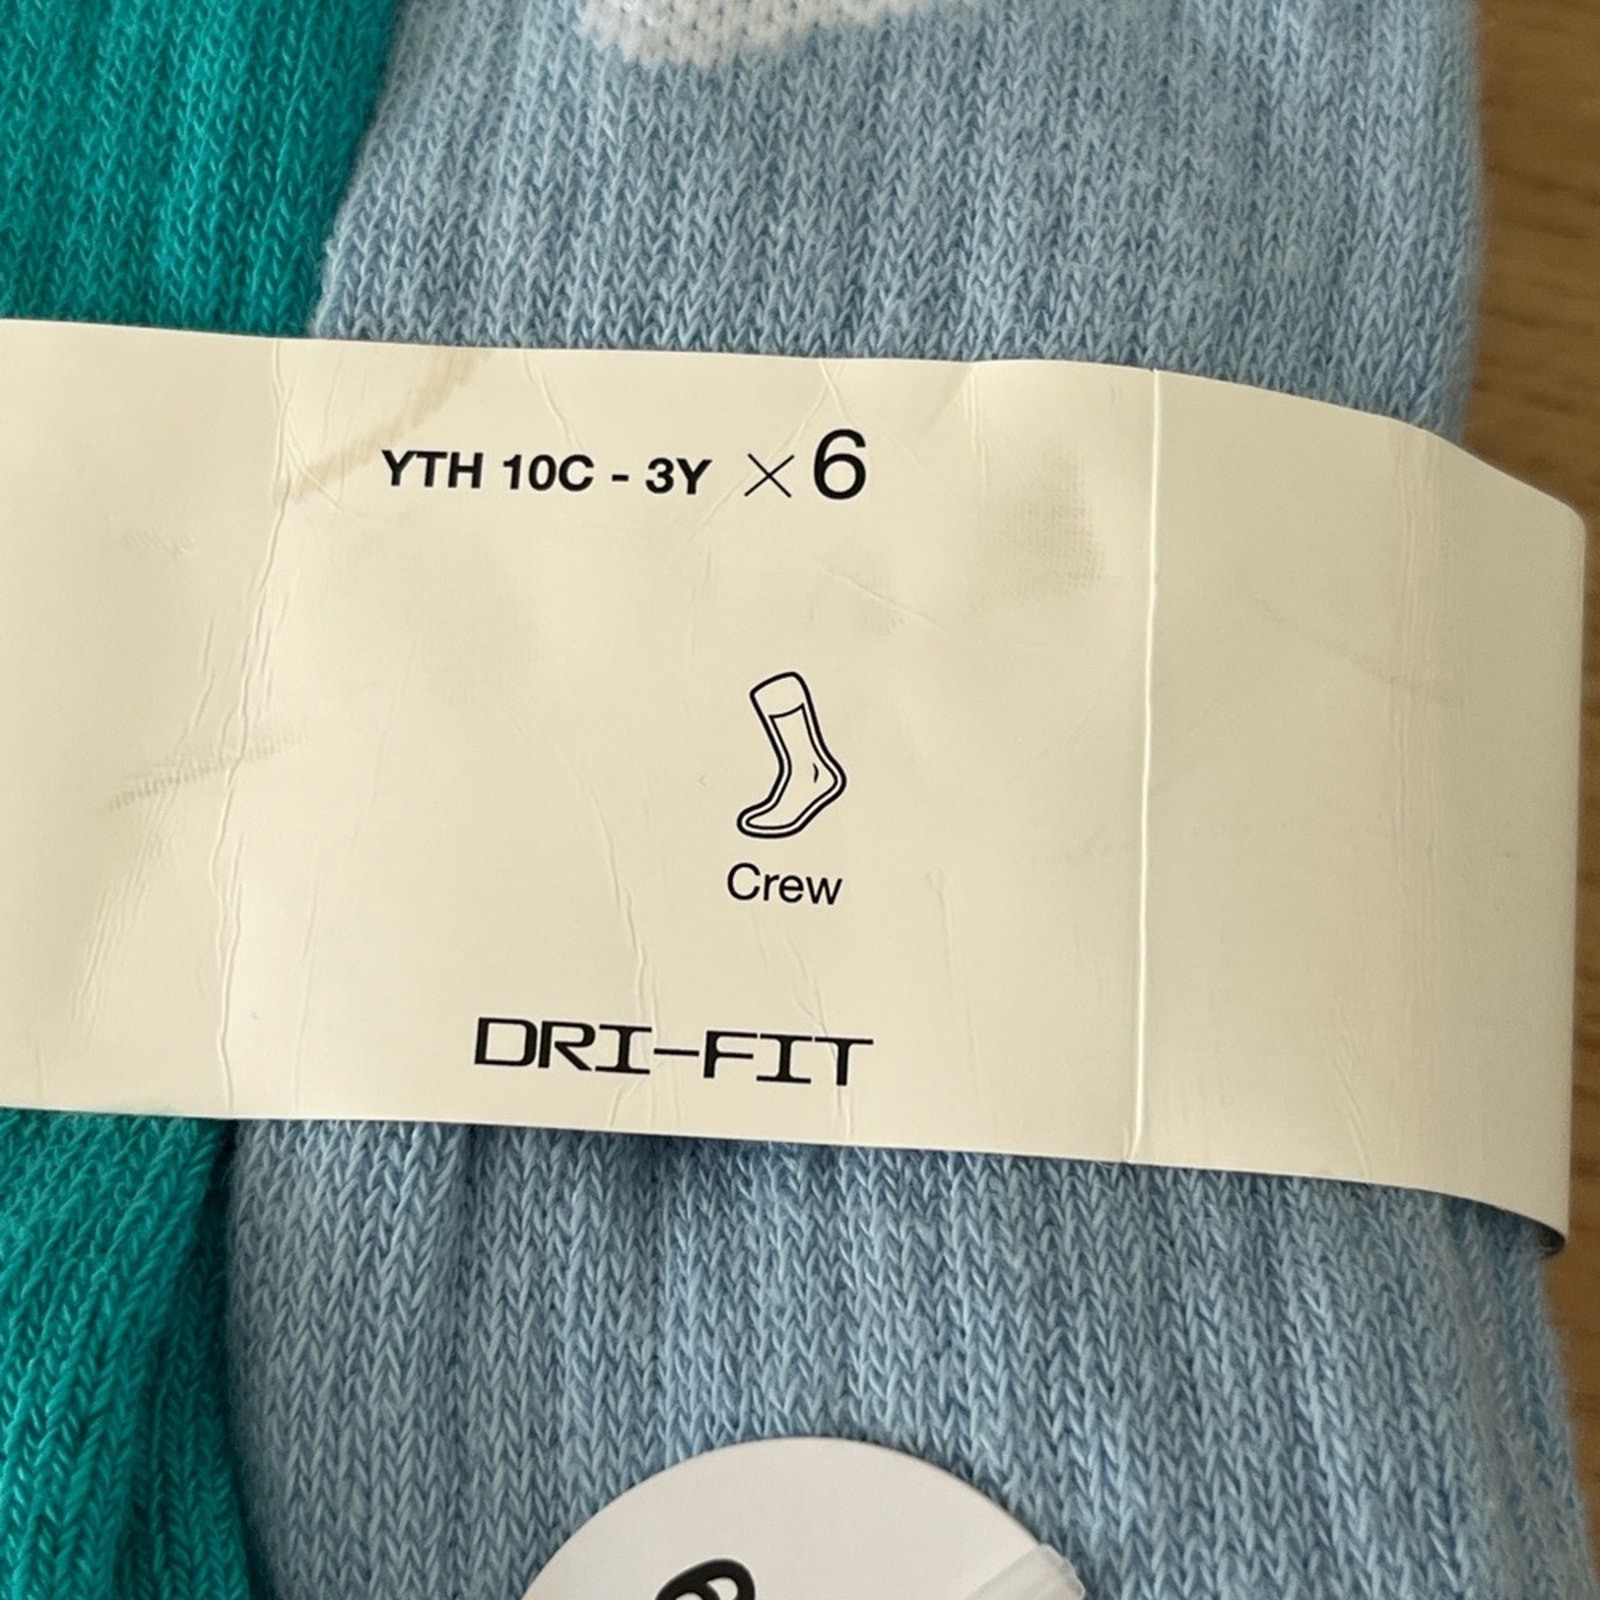 YTH 10C - 3Y × 6
Crew
DRI-FIT